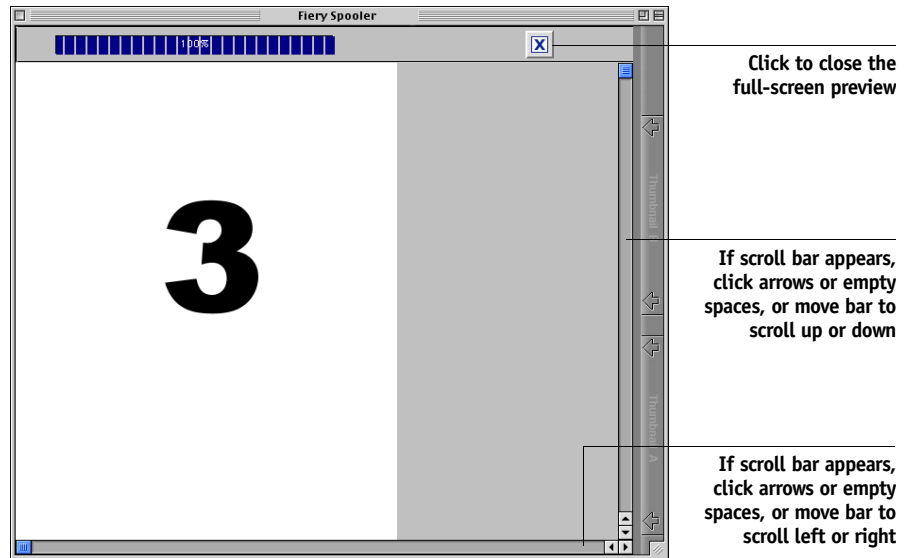 Fiery Spooler
100%
Click to close the
full-screen preview
3
Thumbnail B
If scroll bar appears,
click arrows or empty
spaces, or move bar to
scroll up or down
Thumbnail A
If scroll bar appears,
click arrows or empty
spaces, or move bar to
scroll left or right